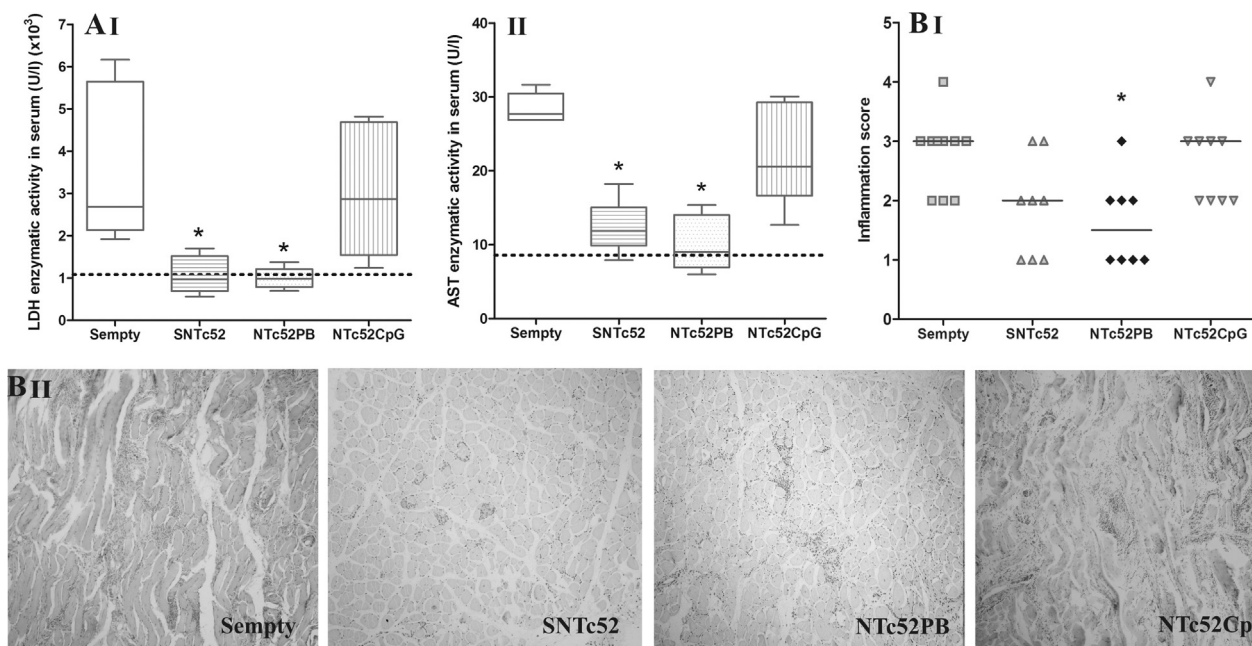 A I
LDH enzymatic activity in serum (U/l) (x10³)
7
6
5
4
3
2
1
0
* *
Sempty SNTc52 NTc52PB NTc52CpG
II
AST enzymatic activity in serum (U/I)
40
30
20
10
0
* *
Sempty SNTc52 NTc52PB NTc52CpG
B I
Inflammation score
5
4
3
2
1
*
Sempty SNTc52 NTc52PB NTc52CpG
B II
Sempty SNTc52 NTc52PB NTc52Cp